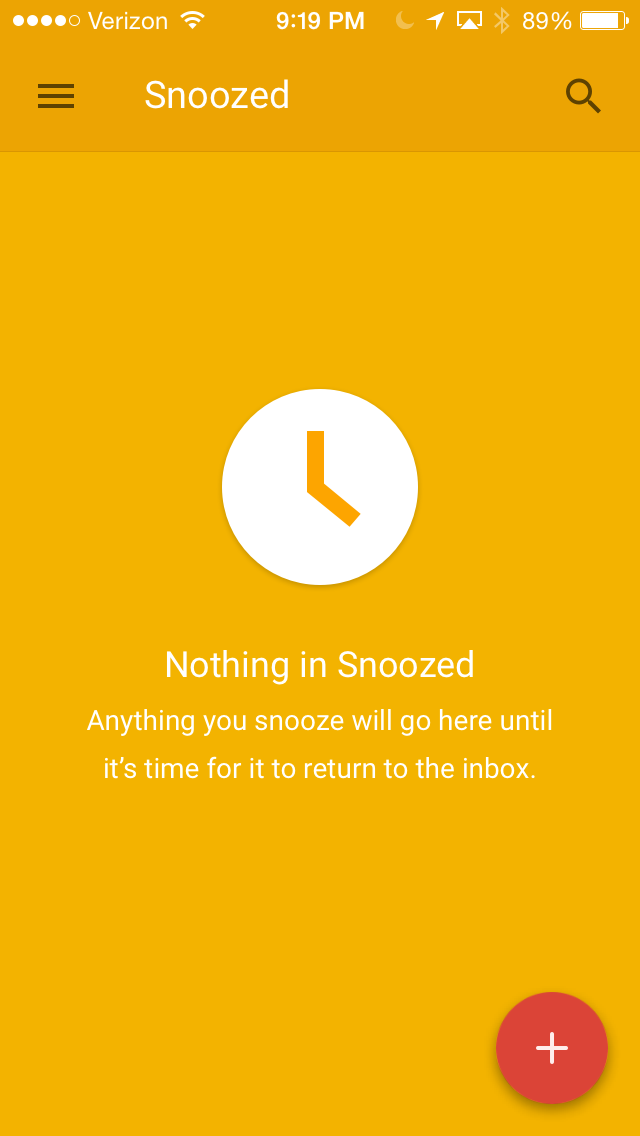 Verizon 9:19 PM 89%
Snoozed
Nothing in Snoozed
Anything you snooze will go here until
it’s time for it to return to the inbox.